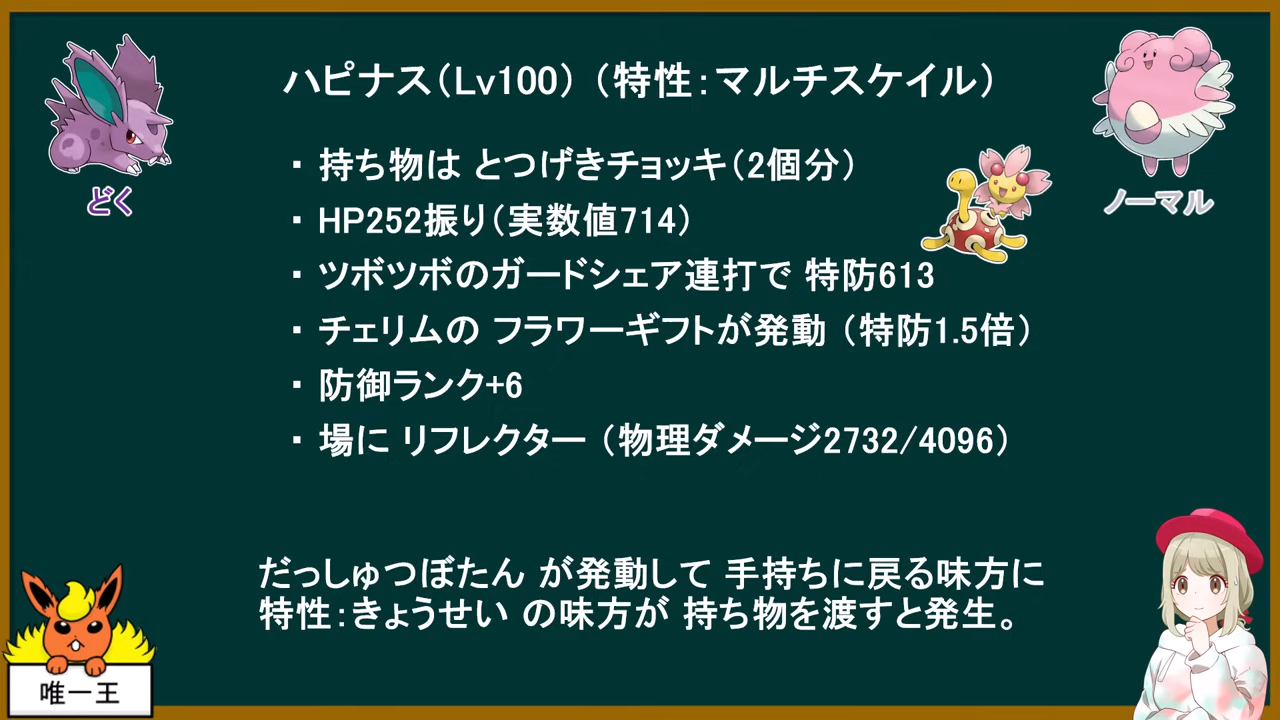 ハピナス（Lv100）（特性：マルチスケイル）
・ 持ち物は とつげきチョッキ（2個分）
・ HP252振り（実数値714）
・ ツボツボのガードシェア連打で 特防613
・ チェリムの フラワーギフトが発動 （特防1.5倍）
・ 防御ランク+6
・ 場に リフレクター （物理ダメージ2732/4096）
どく
ノーマル
だっしゅつぼたん が発動して 手持ちに戻る味方に
特性：きょうせい の味方が 持ち物を渡すと発生。
唯一王